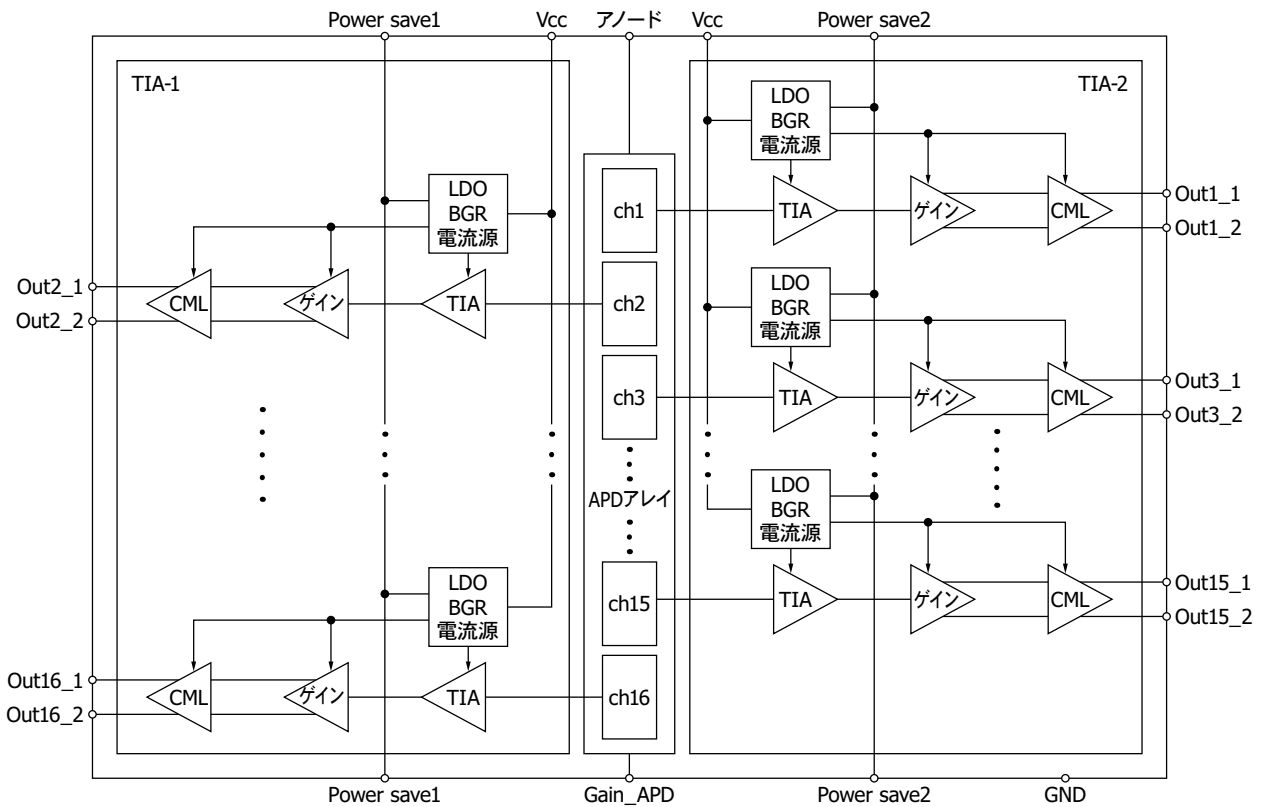 Power save1
Vcc
アノード
Vcc
Power save2
TIA-1
TIA-2
LDO
BGR
電流源
ch1
TIA
ゲイン
CML
Out1_1
Out1_2
LDO
BGR
電流源
Out2_1
Out2_2
CML
ゲイン
TIA
ch2
LDO
BGR
電流源
ch3
TIA
ゲイン
CML
Out3_1
Out3_2
APDアレイ
LDO
BGR
電流源
ch15
TIA
ゲイン
CML
Out15_1
Out15_2
LDO
BGR
電流源
Out16_1
Out16_2
CML
ゲイン
TIA
ch16
Power save1
Gain_APD
Power save2
GND